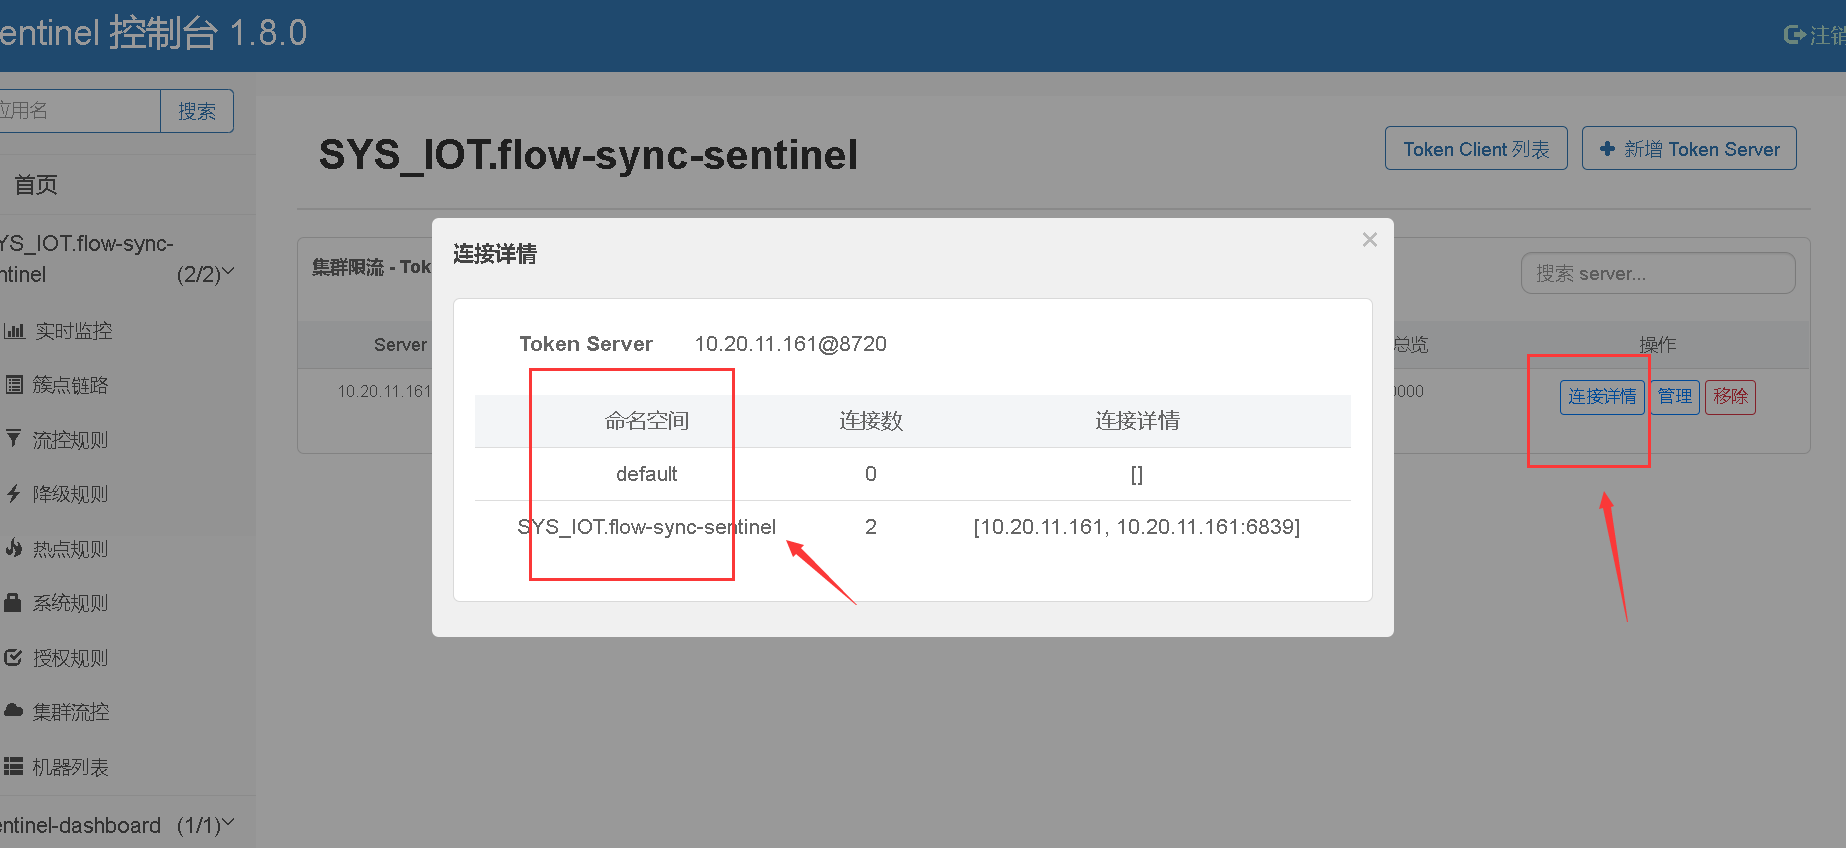 entinel 控制台 1.8.0
注销
应用名
搜索
首页
YS_IOT.flow-sync-
ntinel (2/2)
实时监控
簇点链路
流控规则
降级规则
热点规则
系统规则
授权规则
集群流控
机器列表
entinel-dashboard (1/1)
SYS_IOT.flow-sync-sentinel
Token Client 列表
新增 Token Server
集群限流 - Tok
搜索 server...
Server
总览
操作
10.20.11.161
0000
连接详情
管理
移除
连接详情
×
Token Server 10.20.11.161@8720
命名空间 连接数 连接详情
default 0 []
SYS_IOT.flow-sync-sentinel 2 [10.20.11.161, 10.20.11.161:6839]